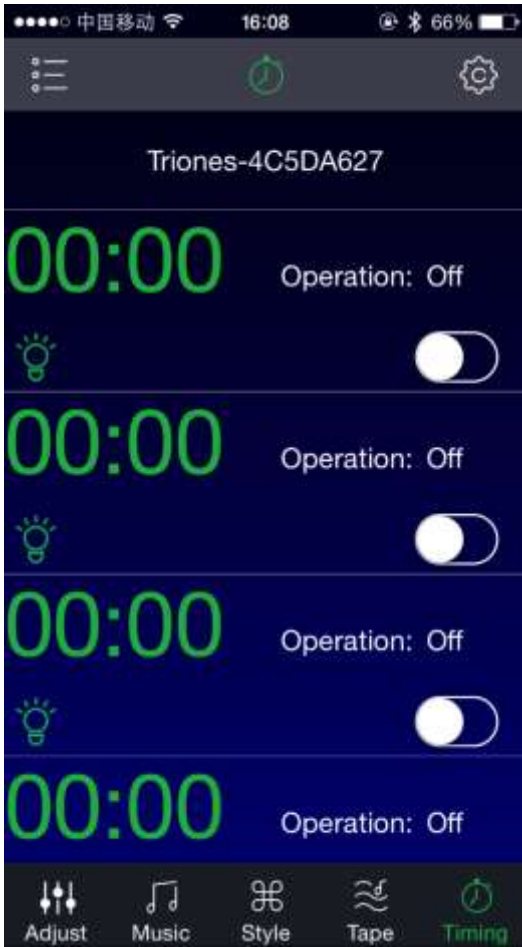 中国移动 16:08 66%
Triones-4C5DA627
00:00 Operation: Off
00:00 Operation: Off
00:00 Operation: Off
00:00 Operation: Off
Adjust Music Style Tape Timing